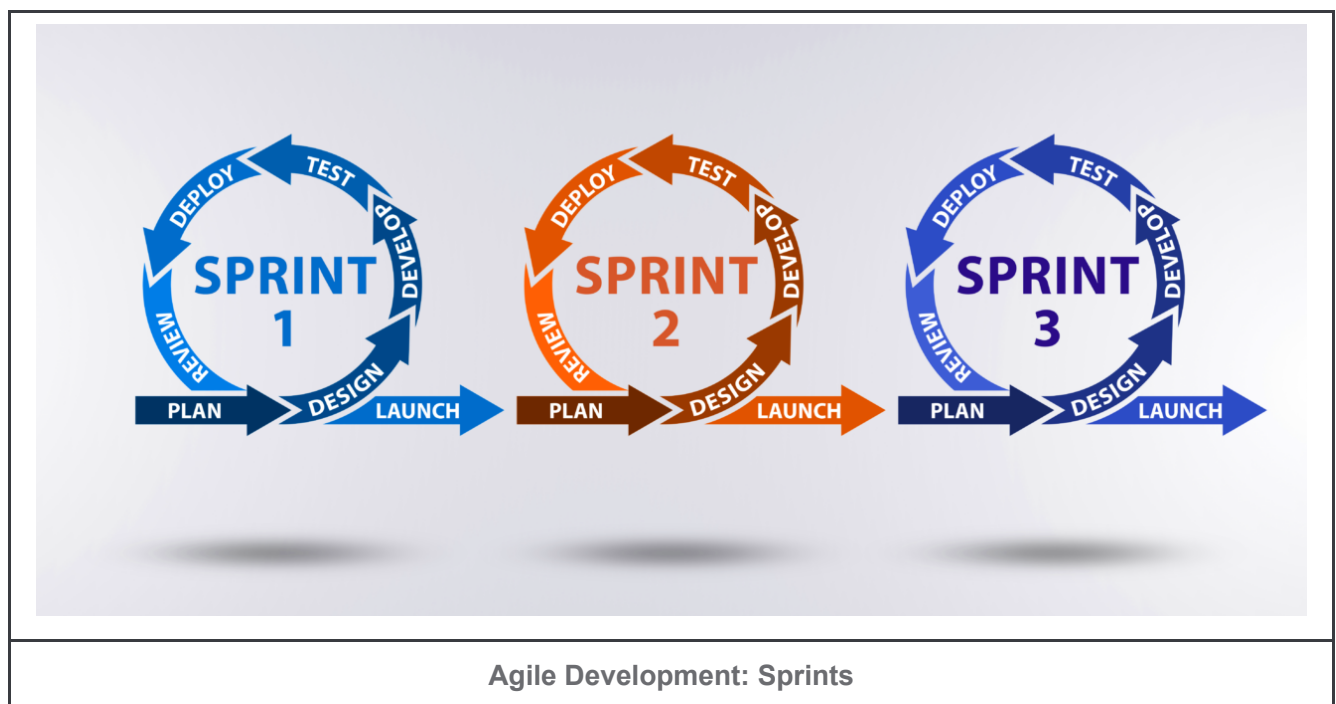 SPRINT
1
PLAN
DESIGN
DEVELOP
TEST
DEPLOY
REVIEW
LAUNCH
SPRINT
2
PLAN
DESIGN
DEVELOP
TEST
DEPLOY
REVIEW
LAUNCH
SPRINT
3
PLAN
DESIGN
DEVELOP
TEST
DEPLOY
REVIEW
LAUNCH
Agile Development: Sprints